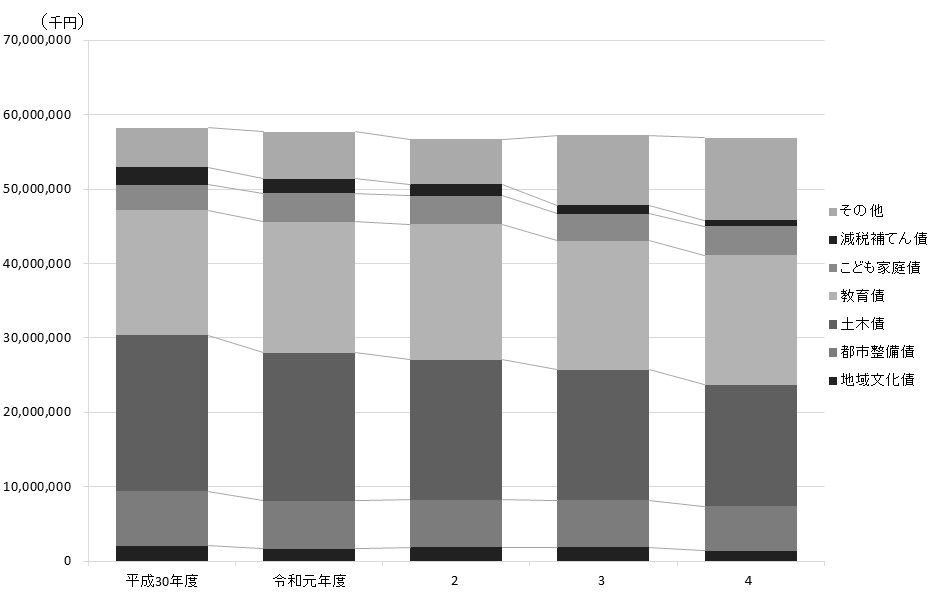 （千円）
70,000,000
60,000,000
50,000,000
40,000,000
30,000,000
20,000,000
10,000,000
0
平成30年度 令和元年度 2 3 4
その他
減税補てん債
こども家庭債
教育債
土木債
都市整備債
地域文化債